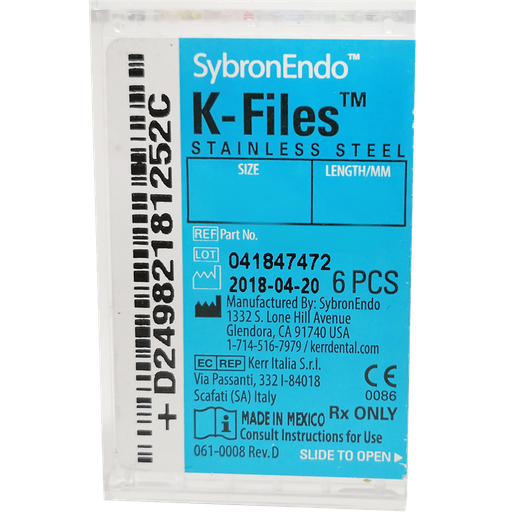 SybronEndo™
K-Files™
STAINLESS STEEL
SIZE LENGTH/MM
REF Part No.
LOT 041847472
2018-04-20 6 PCS
Manufactured By: SybronEndo
1332 S. Lone Hill Avenue
Glendora, CA 91740 USA
1-714-516-7979 / kerrdental.com
EC REP Kerr Italia S.r.l.
Via Passanti, 332 I-84018
Scafati (SA) Italy
CE
0086
MADE IN MEXICO Rx ONLY
Consult Instructions for Use
061-0008 Rev.D SLIDE TO OPEN
+D24982181252C